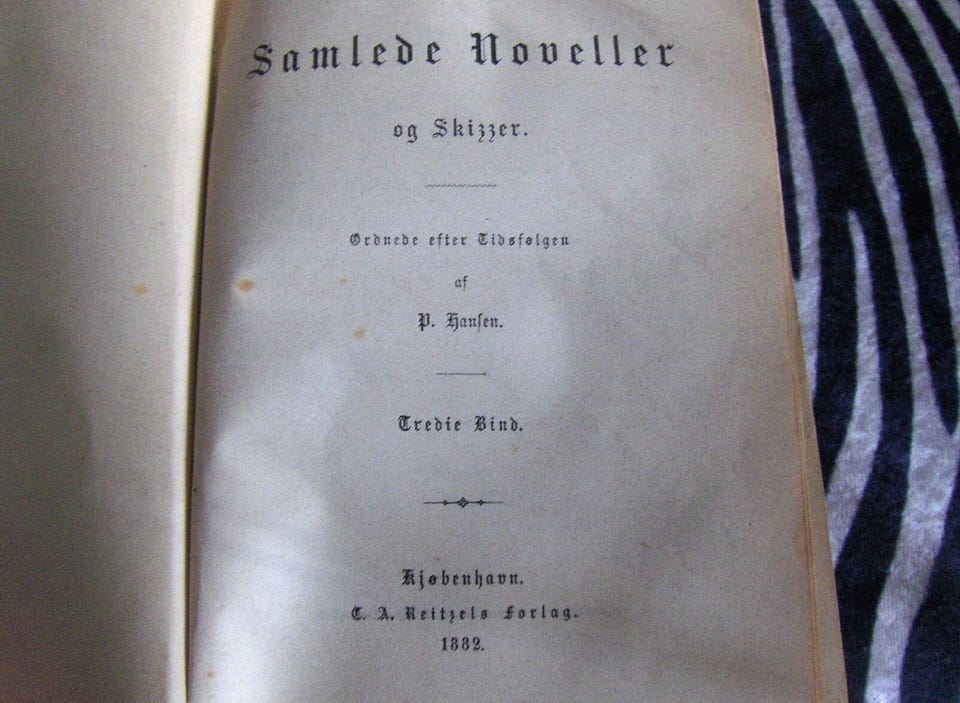 Samlede Noveller
og Skizzer.
Ordnede efter Tidsfølgen
af
P. Hansen.
Tredie Bind.
Kjøbenhavn.
C. A. Reitzels Forlag.
1882.